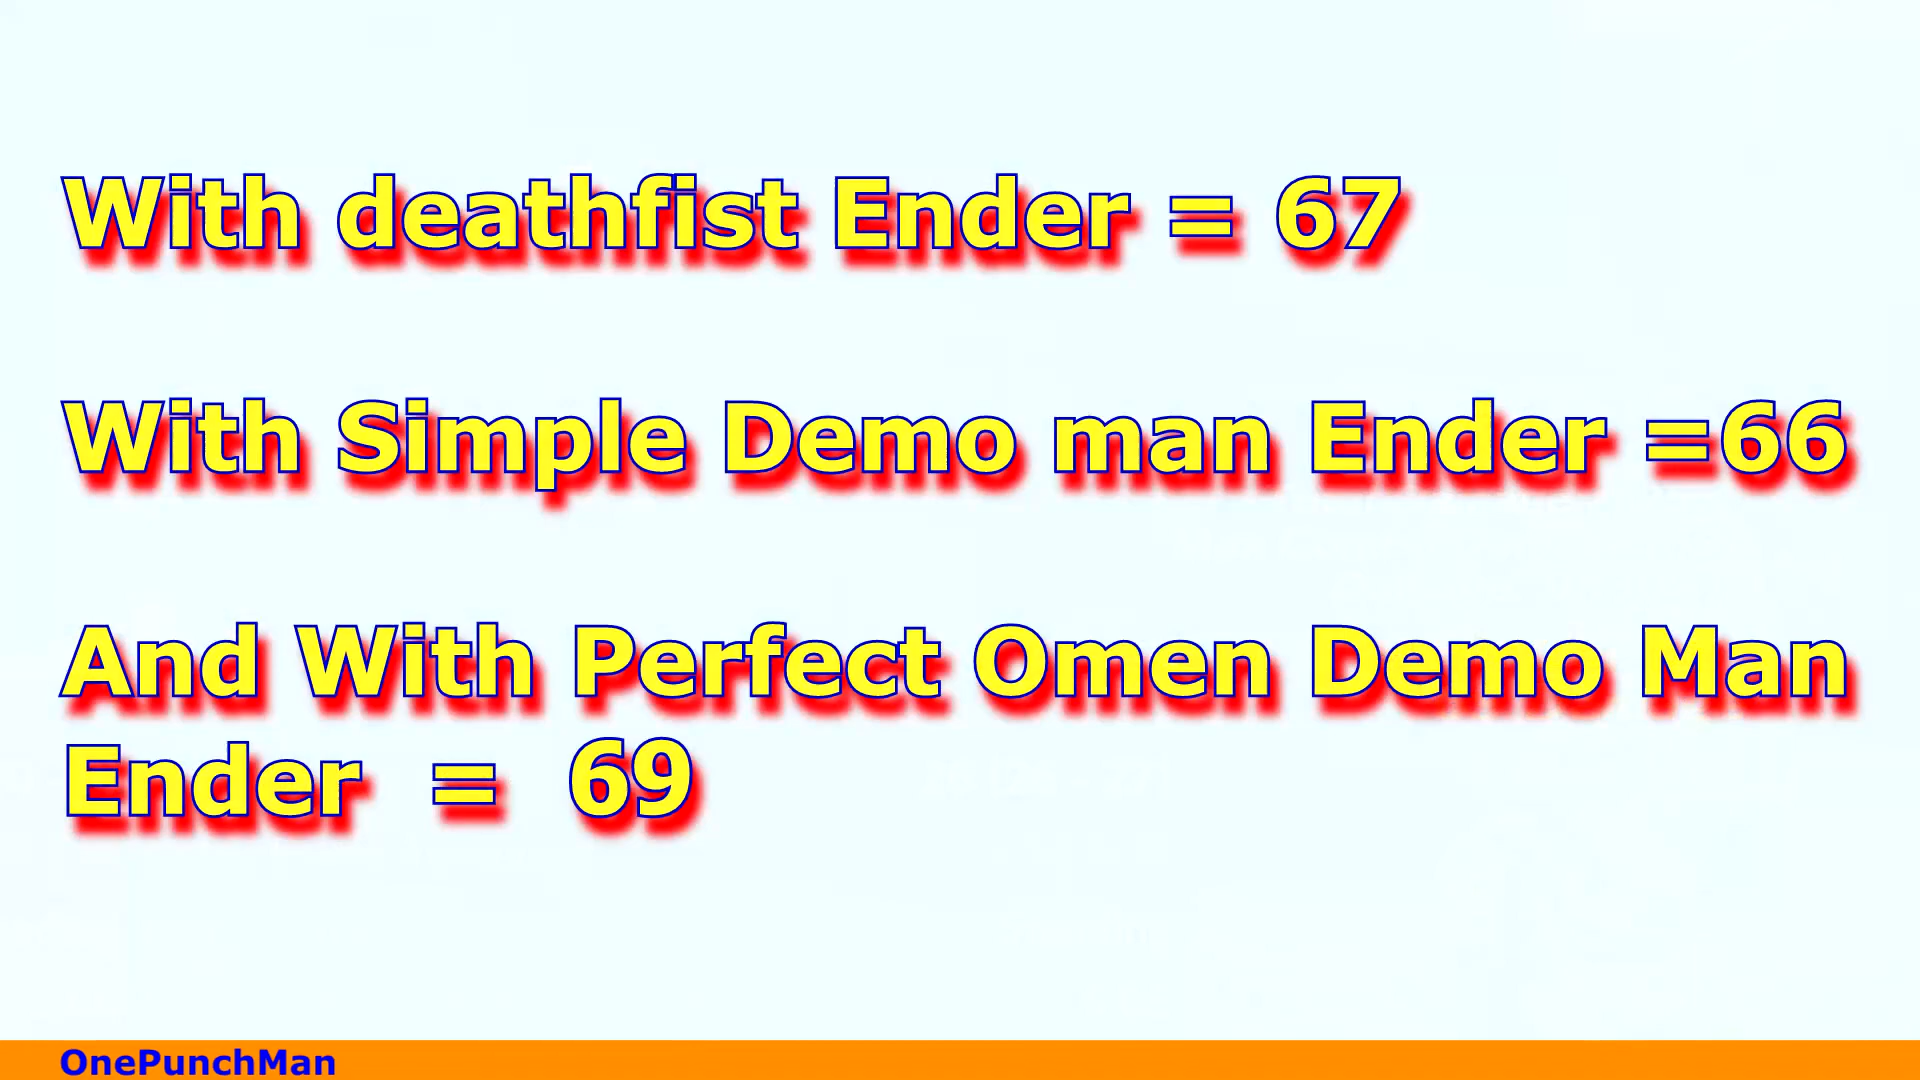 With deathfist Ender = 67
With Simple Demo man Ender =66
And With Perfect Omen Demo Man
Ender = 69
OnePunchMan